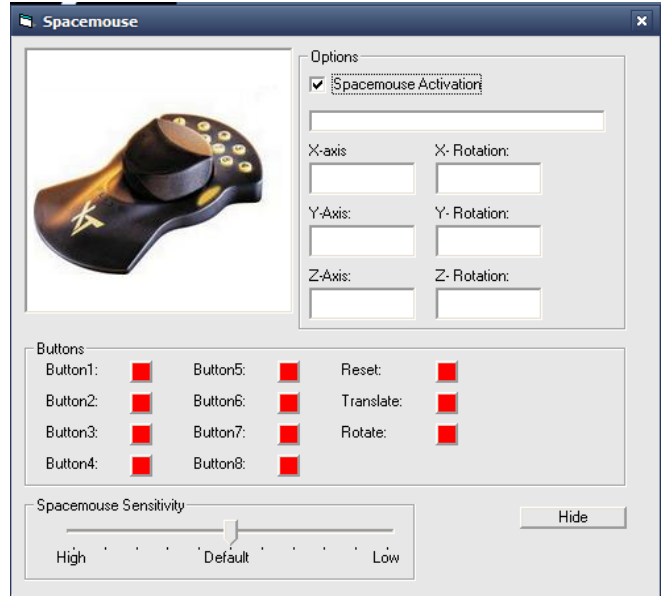 Spacemouse
Options
Spacemouse Activation
X-axis
X- Rotation:
Y-Axis:
Y- Rotation:
Z-Axis:
Z- Rotation:
Buttons
Button1:
Button5:
Reset:
Button2:
Button6:
Translate:
Button3:
Button7:
Rotate:
Button4:
Button8:
Spacemouse Sensitivity
High
Default
Low
Hide